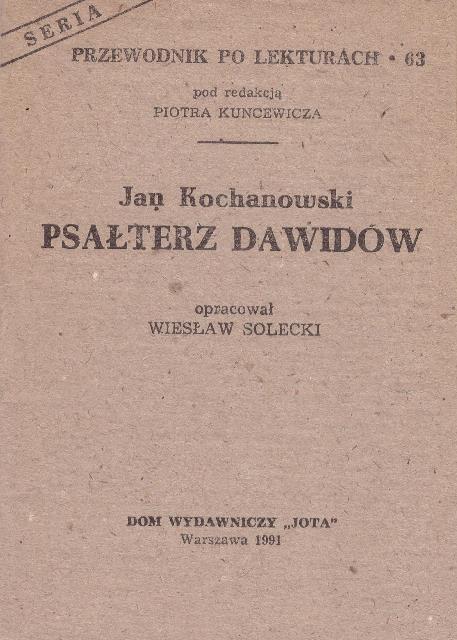 SERIA
PRZEWODNIK PO LEKTURACH • 63
pod redakcją
PIOTRA KUNCEWICZA
Jan Kochanowski
PSAŁTERZ DAWIDÓW
opracował
WIESŁAW SOLECKI
DOM WYDAWNICZY „JOTA”
Warszawa 1991